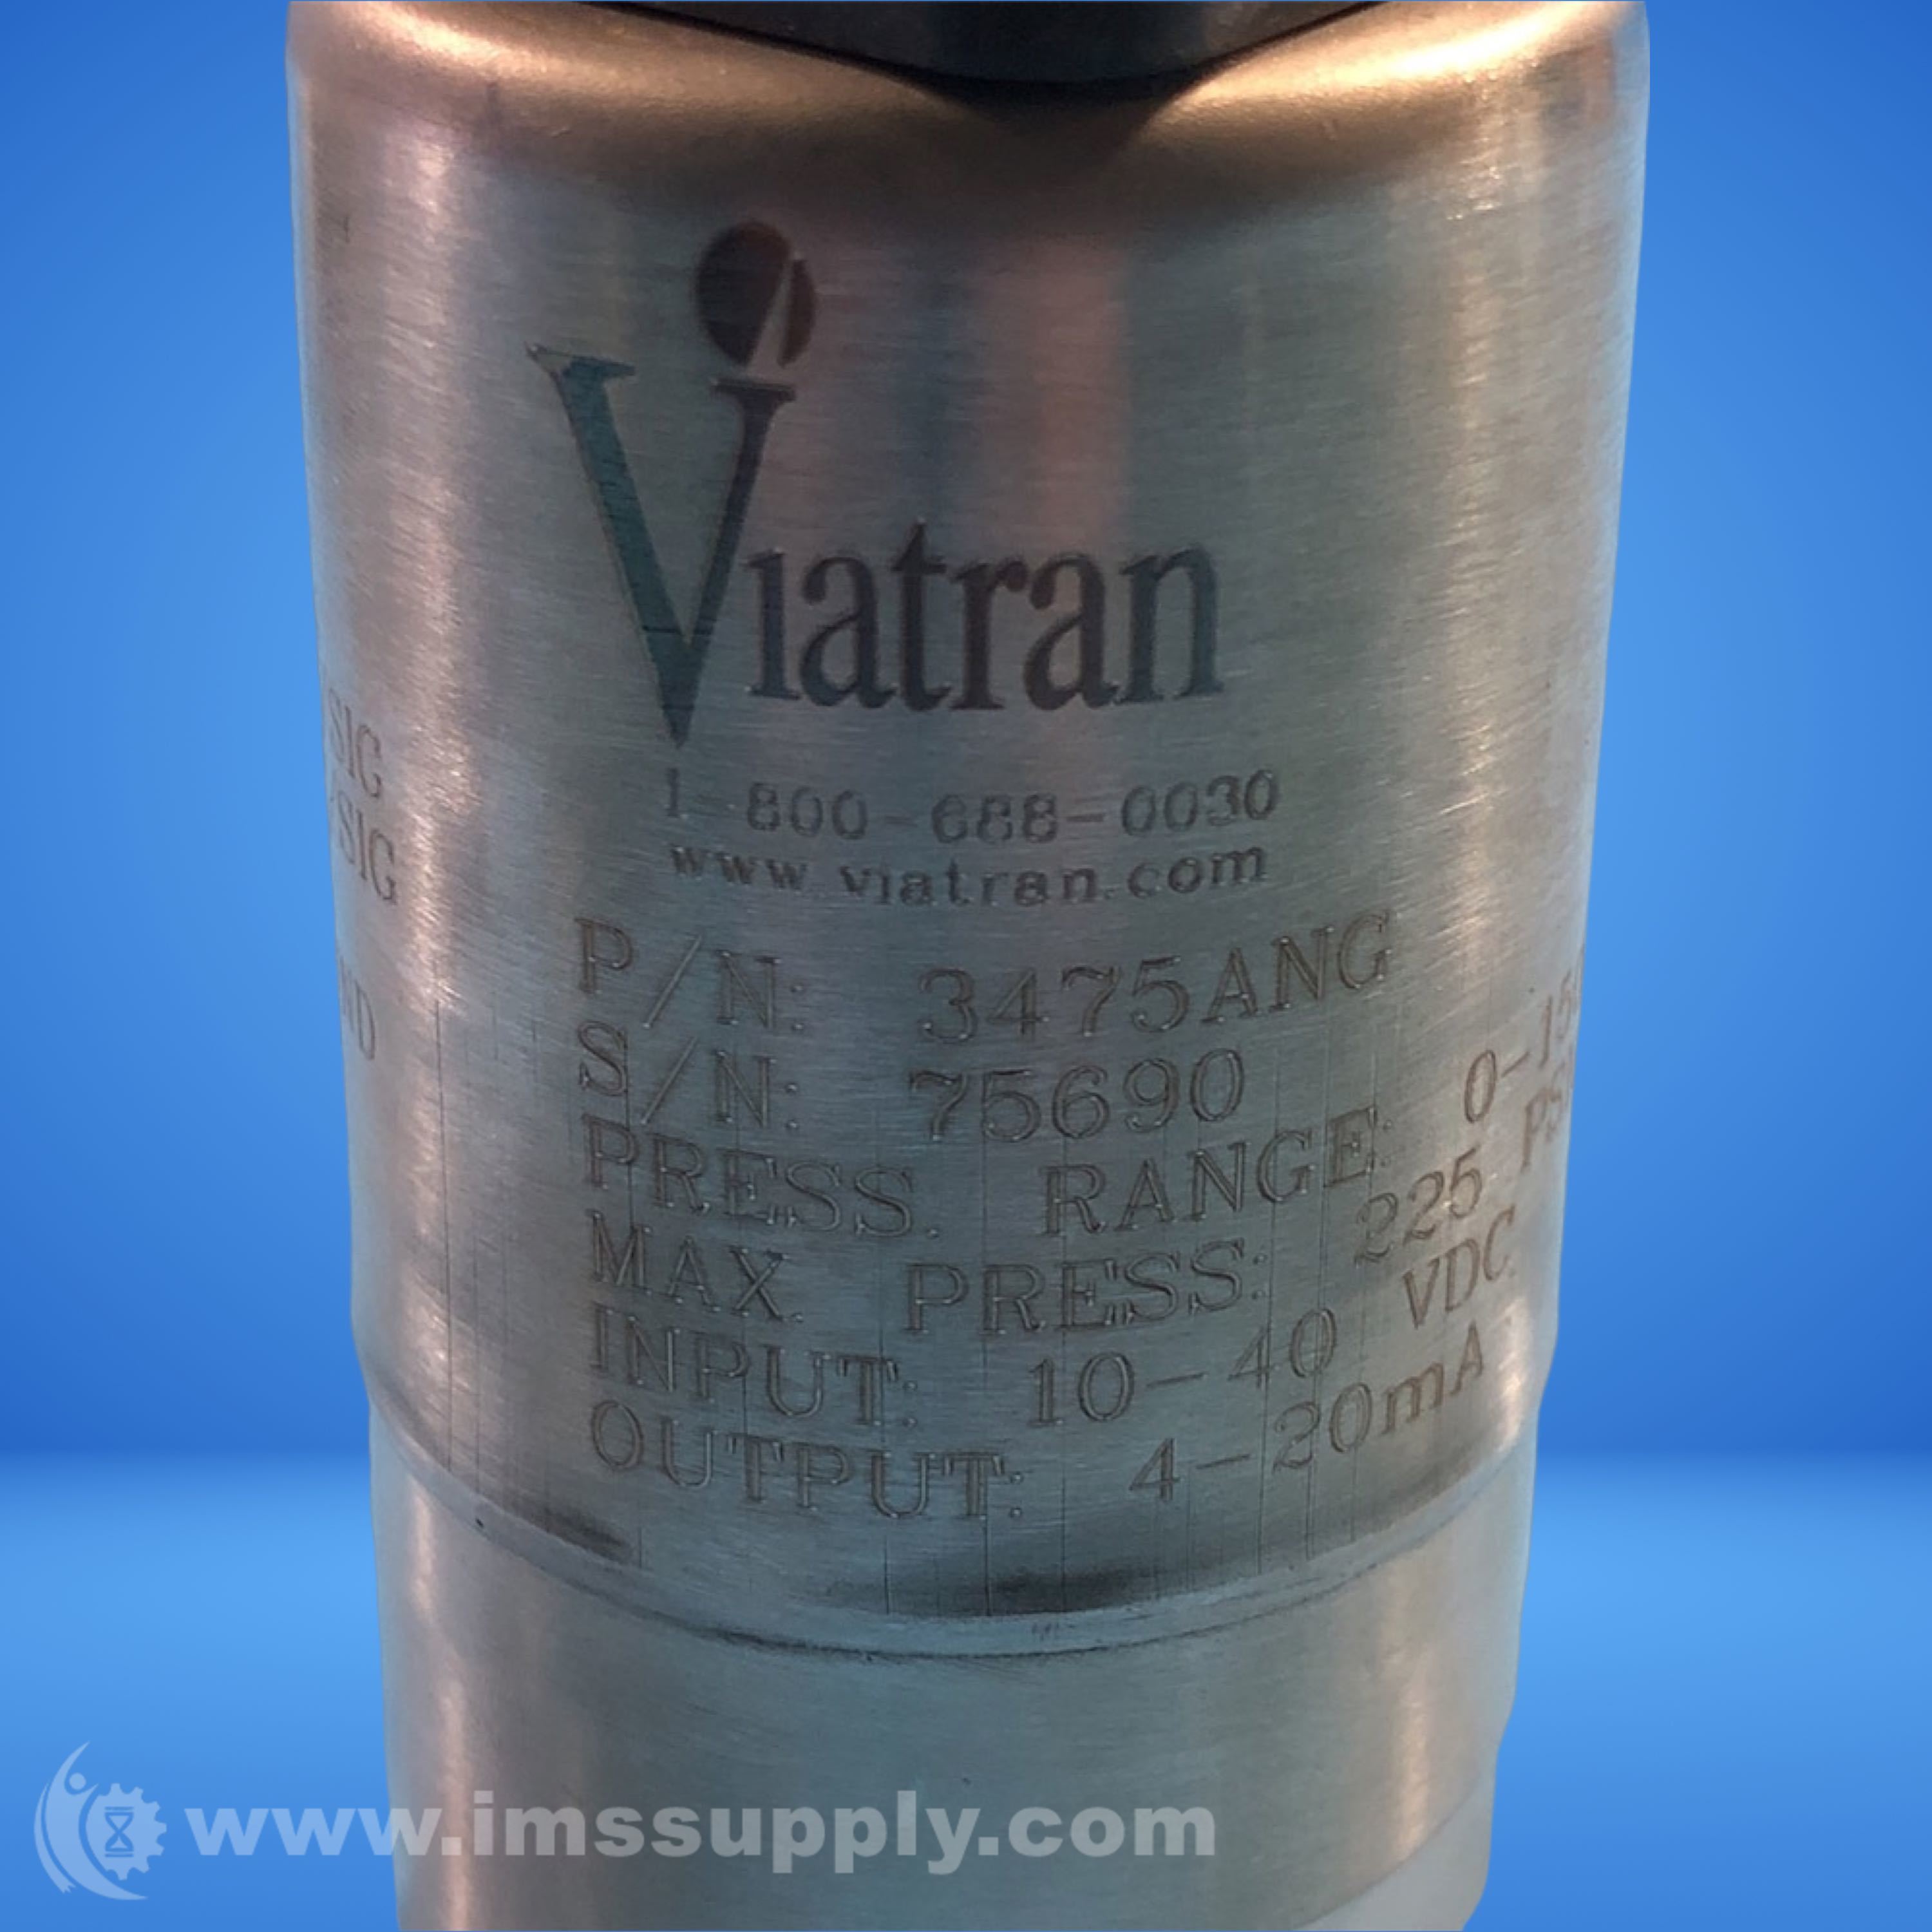 Viatran
1-800-688-0030
www.viatran.com
P/N: 3475ANG
S/N: 75690
PRESS. RANGE: 0-15
MAX. PRESS: 225
INPUT: 10-40 VDC
OUTPUT: 4-20mA
www.imssupply.com